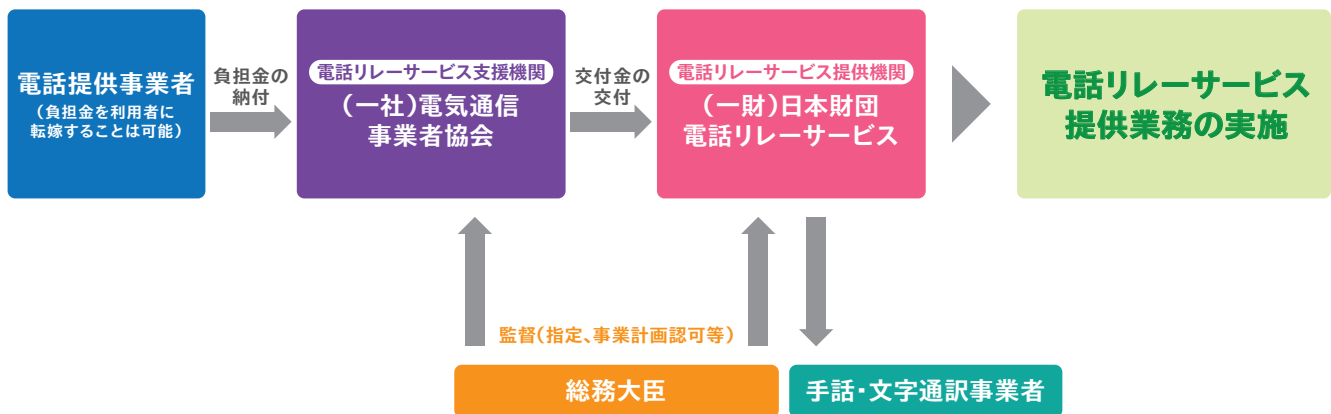 電話提供事業者
（負担金を利用者に
転嫁することは可能）
負担金の
納付
電話リレーサービス支援機関
（一社）電気通信
事業者協会
交付金の
交付
電話リレーサービス提供機関
（一財）日本財団
電話リレーサービス
電話リレーサービス
提供業務の実施
監督（指定、事業計画認可等）
総務大臣
手話・文字通訳事業者